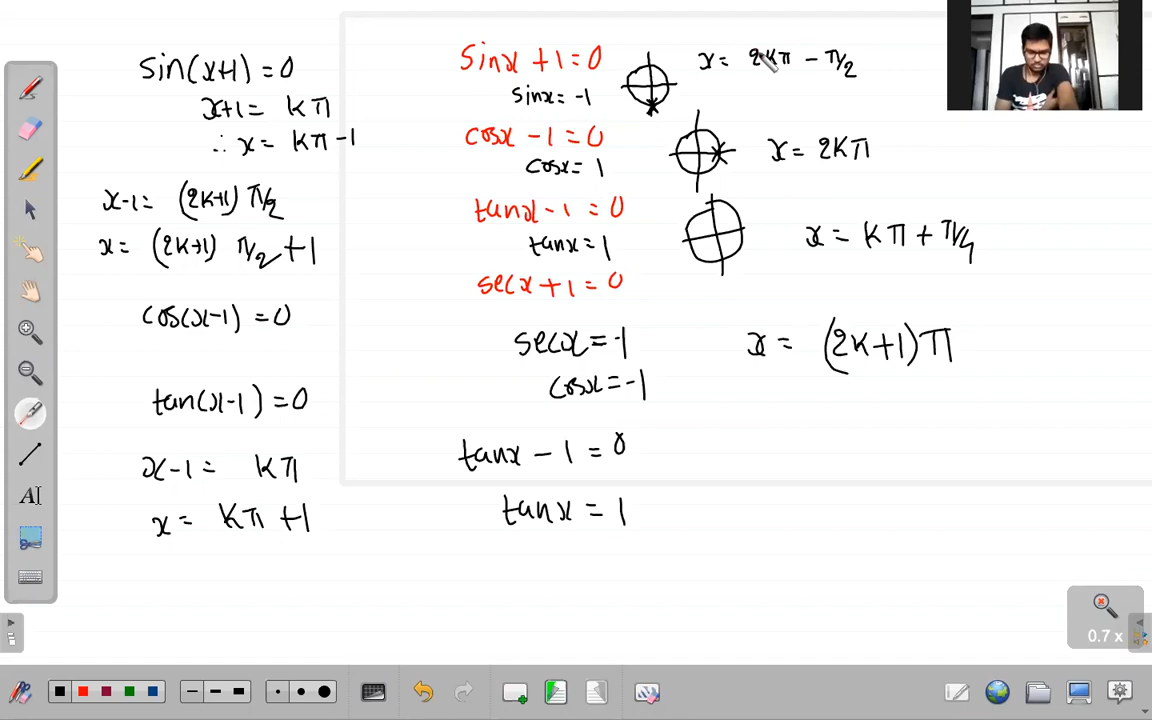 sin(x+1) = 0
x+1 = kπ
∴ x = kπ-1
x-1 = (2k+1) π/2
x = (2k+1) π/2 +1
cos(x-1) = 0
tan(x-1) = 0
x-1 = kπ
x = kπ +1
sinx +1 = 0
sinx = -1
x = 2kπ - π/2
cosx -1 = 0
cosx = 1
x = 2kπ
tanx -1 = 0
tanx = 1
x = kπ + π/4
secx +1 = 0
secx = -1
x = (2k+1)π
cosx = -1
tanx - 1 = 0
tanx = 1
A
0.7 x